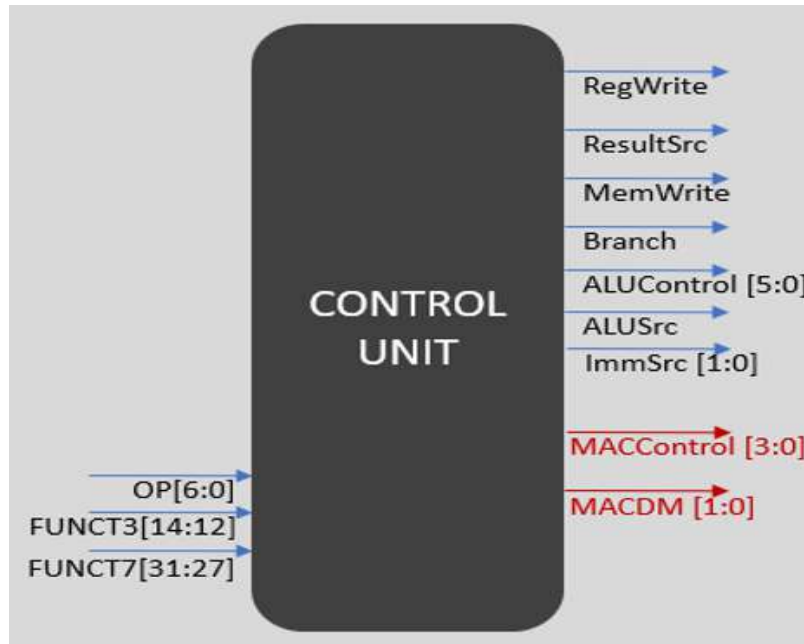 RegWrite
ResultSrc
MemWrite
Branch
ALUControl [5:0]
ALUSrc
ImmSrc [1:0]
CONTROL
UNIT
MACControl [3:0]
MACDM [1:0]
OP[6:0]
FUNCT3[14:12]
FUNCT7[31:27]